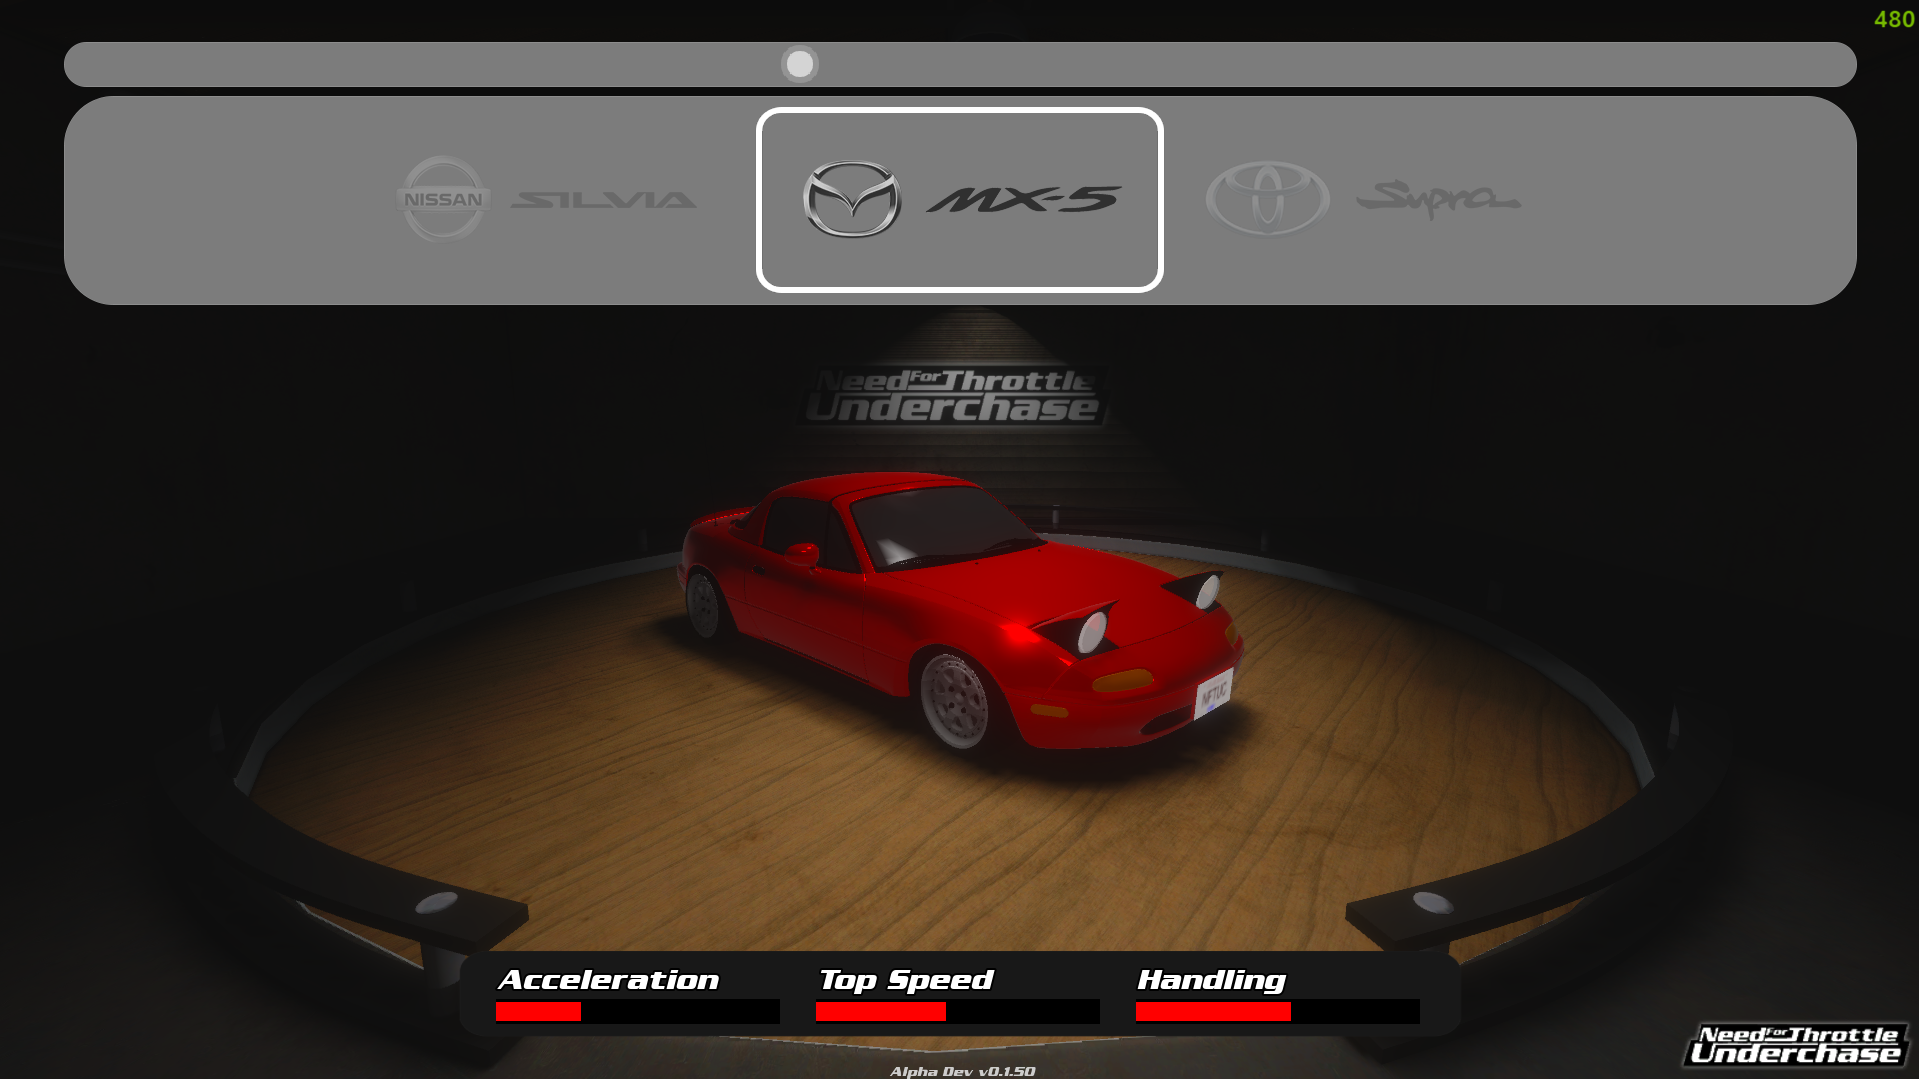 480
NISSAN SILVIA
MX-5
Supra
Need For Throttle
Underchase
NFTUC
Acceleration
Top Speed
Handling
Need For Throttle
Underchase
Alpha Dev v0.1.50